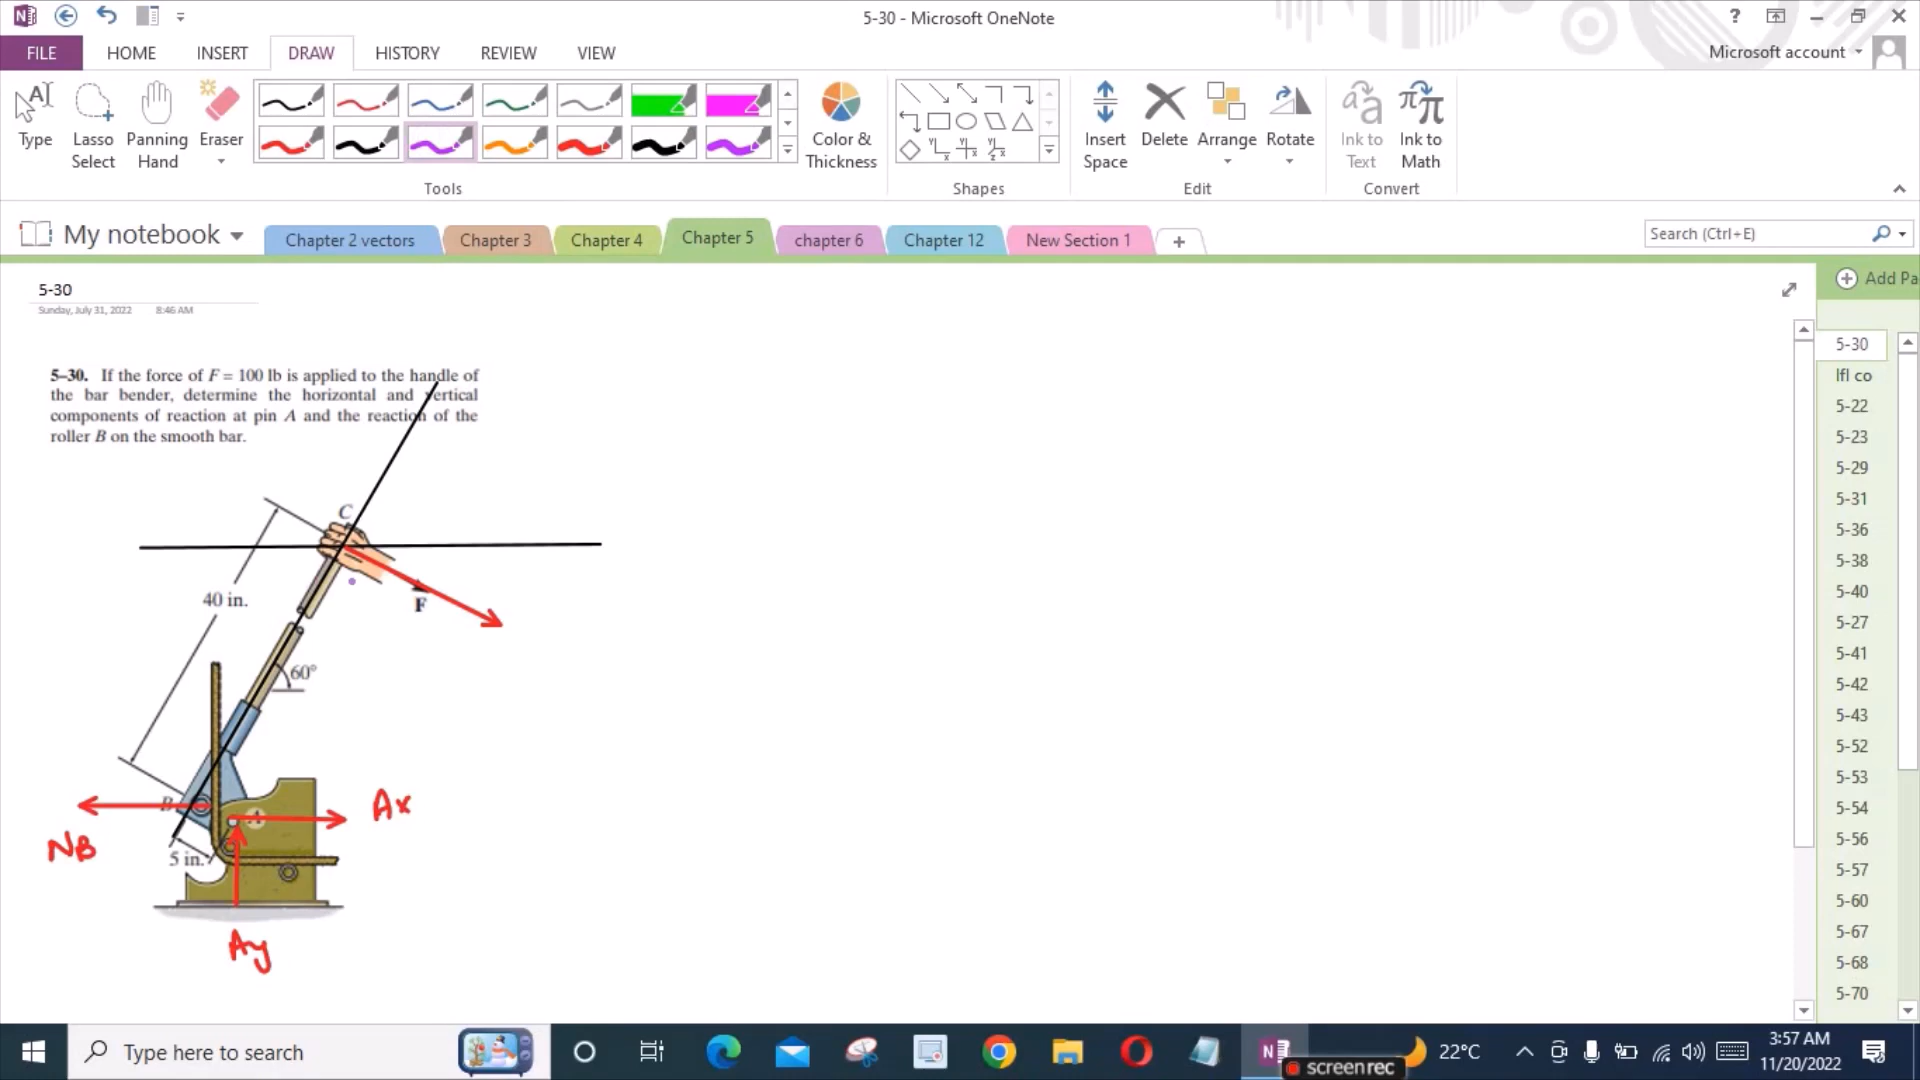 5-30 - Microsoft OneNote
?
FILE
HOME
INSERT
DRAW
HISTORY
REVIEW
VIEW
Microsoft account
Type
Lasso Select
Panning Hand
Eraser
Color & Thickness
Insert Space
Delete
Arrange
Rotate
Ink to Text
Ink to Math
Tools
Shapes
Edit
Convert
My notebook
Chapter 2 vectors
Chapter 3
Chapter 4
Chapter 5
chapter 6
Chapter 12
New Section 1
Search (Ctrl+E)
5-30
Sunday, July 31, 2022 8:46 AM
Add Pa
5–30. If the force of F = 100 lb is applied to the handle of
the bar bender, determine the horizontal and vertical
components of reaction at pin A and the reaction of the
roller B on the smooth bar.
C
40 in.
F
60°
B
A
Ax
NB
5 in.
Ay
5-30
Ifl co
5-22
5-23
5-29
5-31
5-36
5-38
5-40
5-27
5-41
5-42
5-43
5-52
5-53
5-54
5-56
5-57
5-60
5-67
5-68
5-70
Type here to search
22°C
3:57 AM
11/20/2022
screenrec